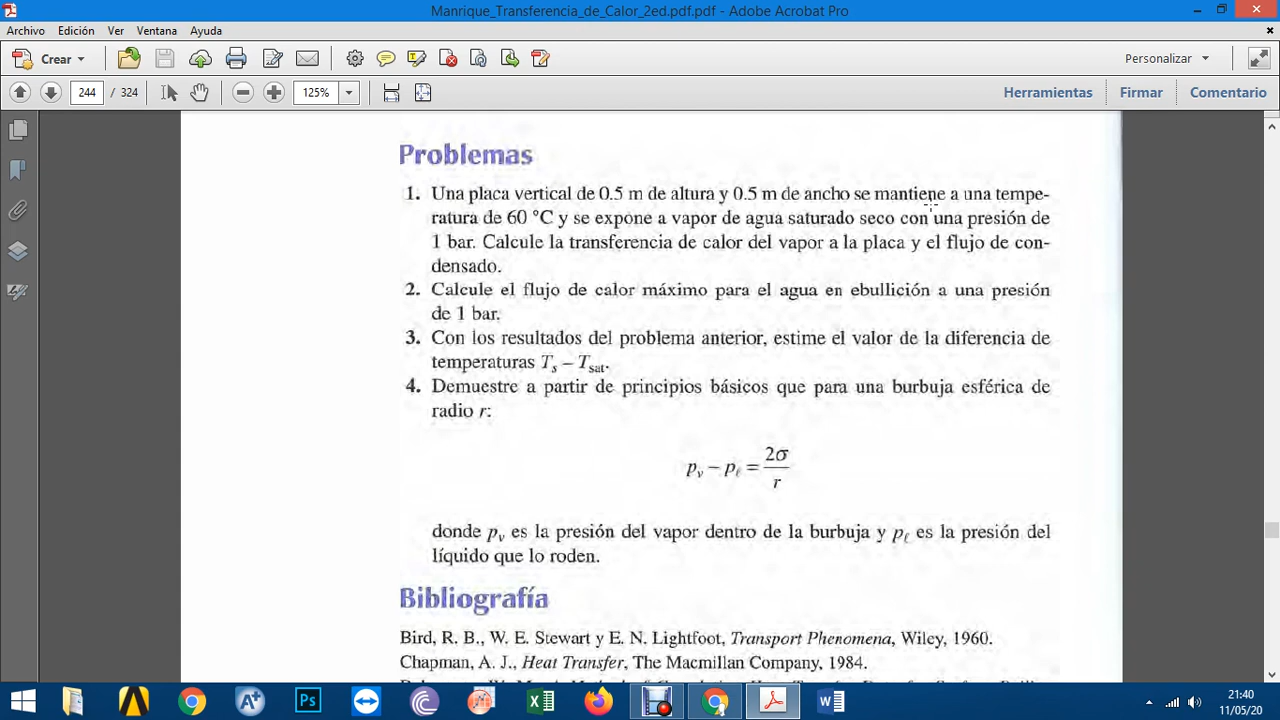 Manrique_Transferencia_de_Calor_2ed.pdf.pdf - Adobe Acrobat Pro
Archivo Edición Ver Ventana Ayuda
Crear Personalizar
244 / 324 125% Herramientas Firmar Comentario
Problemas
1. Una placa vertical de 0.5 m de altura y 0.5 m de ancho se mantiene a una tempe-
ratura de 60 °C y se expone a vapor de agua saturado seco con una presión de
1 bar. Calcule la transferencia de calor del vapor a la placa y el flujo de con-
densado.
2. Calcule el flujo de calor máximo para el agua en ebullición a una presión
de 1 bar.
3. Con los resultados del problema anterior, estime el valor de la diferencia de
temperaturas Ts – Tsat.
4. Demuestre a partir de principios básicos que para una burbuja esférica de
radio r:
pv – pℓ = 2σ
r
donde pv es la presión del vapor dentro de la burbuja y pℓ es la presión del
líquido que lo roden.
Bibliografía
Bird, R. B., W. E. Stewart y E. N. Lightfoot, Transport Phenomena, Wiley, 1960.
Chapman, A. J., Heat Transfer, The Macmillan Company, 1984.
21:40
11/05/20